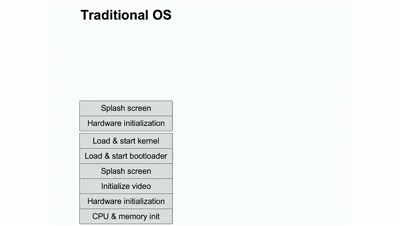 Traditional OS
Splash screen
Hardware initialization
Load & start kernel
Load & start bootloader
Splash screen
Initialize video
Hardware initialization
CPU & memory init